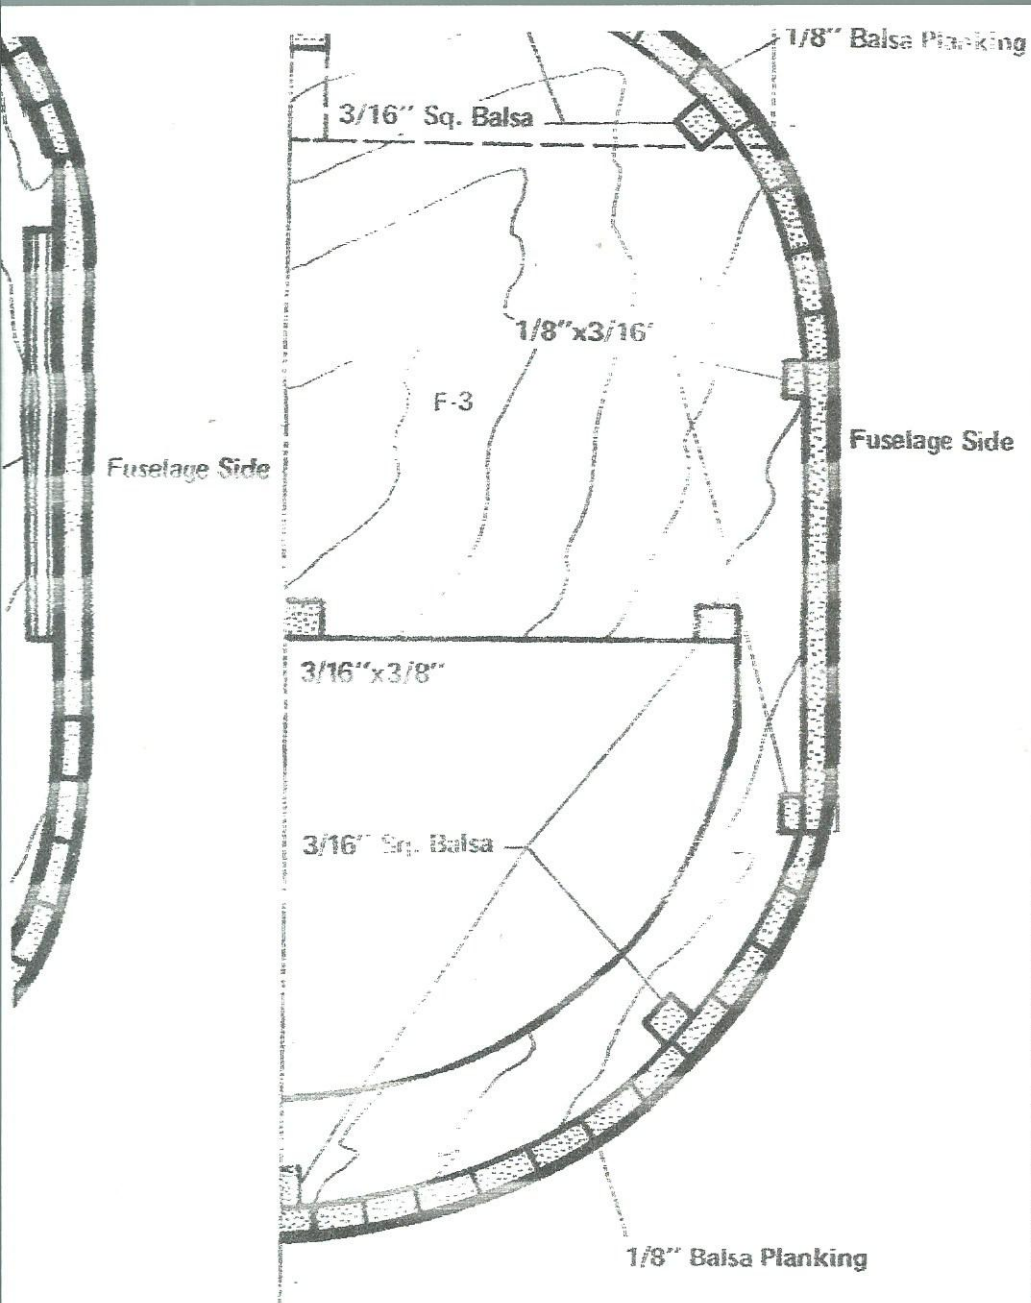 1/8" Balsa Planking
3/16" Sq. Balsa
1/8"x3/16"
F-3
Fuselage Side
Fuselage Side
3/16"x3/8"
3/16" Sq. Balsa
1/8" Balsa Planking